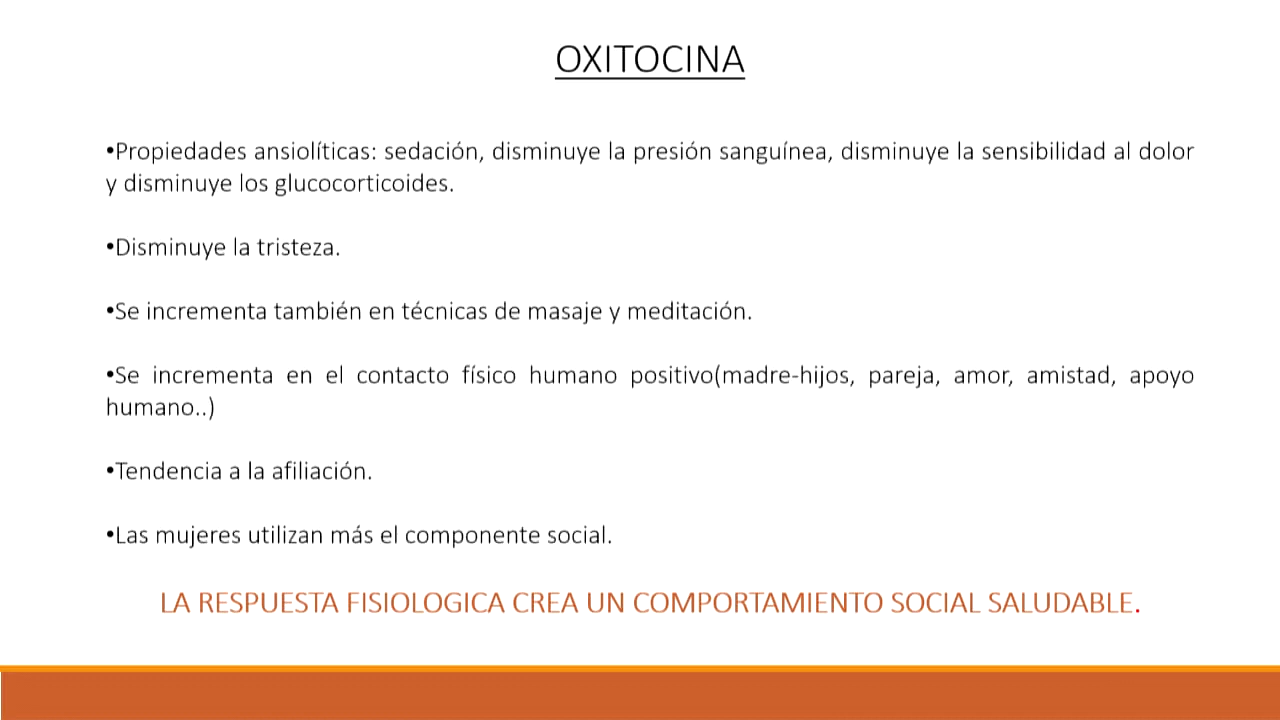 OXITOCINA
•Propiedades ansiolíticas: sedación, disminuye la presión sanguínea, disminuye la sensibilidad al dolor
y disminuye los glucocorticoides.
•Disminuye la tristeza.
•Se incrementa también en técnicas de masaje y meditación.
•Se incrementa en el contacto físico humano positivo(madre-hijos, pareja, amor, amistad, apoyo
humano..)
•Tendencia a la afiliación.
•Las mujeres utilizan más el componente social.
LA RESPUESTA FISIOLOGICA CREA UN COMPORTAMIENTO SOCIAL SALUDABLE.